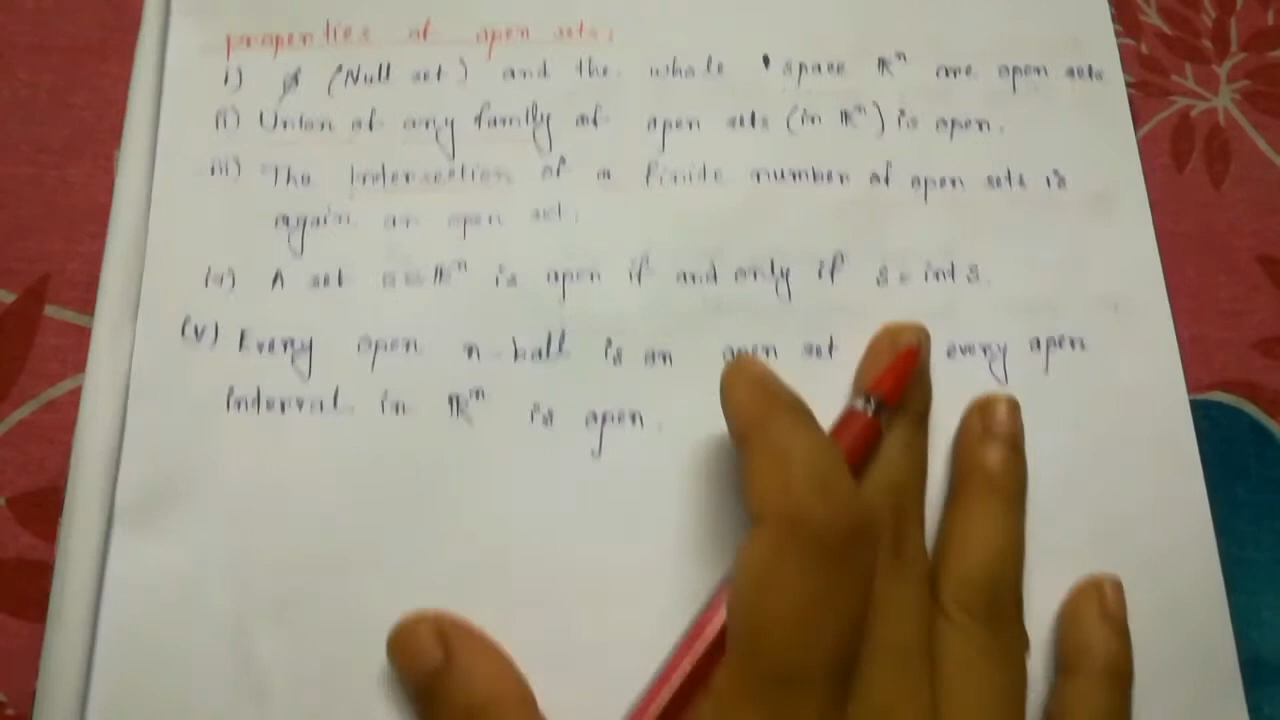 properties of open sets:
i) ∅ (Null set) and the whole space ℝⁿ are open sets
ii) Union of any family of open sets (in ℝⁿ) is open.
iii) The intersection of a finite number of open sets is
again an open set.
(iv) A set ℝⁿ is open if and only if S = int S.
(v) Every open n-ball is an open set every open
interval in ℝⁿ is open.